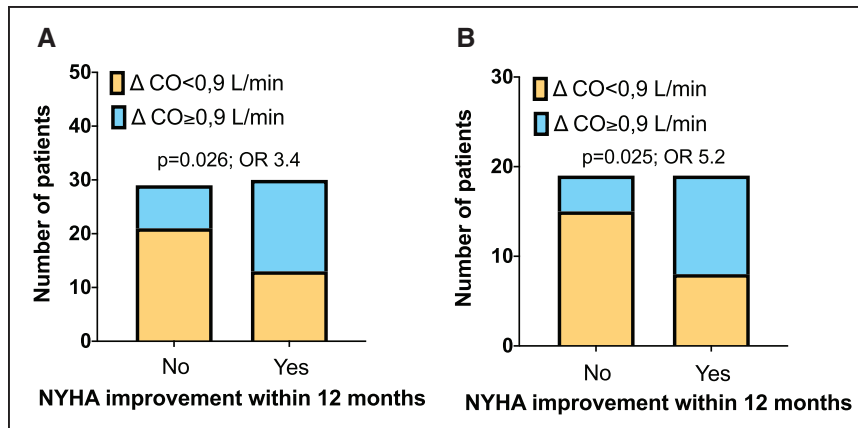 A
Number of patients
50
40
30
20
10
0
Δ CO<0,9 L/min
Δ CO≥0,9 L/min
p=0.026; OR 3.4
No Yes
NYHA improvement within 12 months
B
Number of patients
30
20
10
0
Δ CO<0,9 L/min
Δ CO≥0,9 L/min
p=0.025; OR 5.2
No Yes
NYHA improvement within 12 months